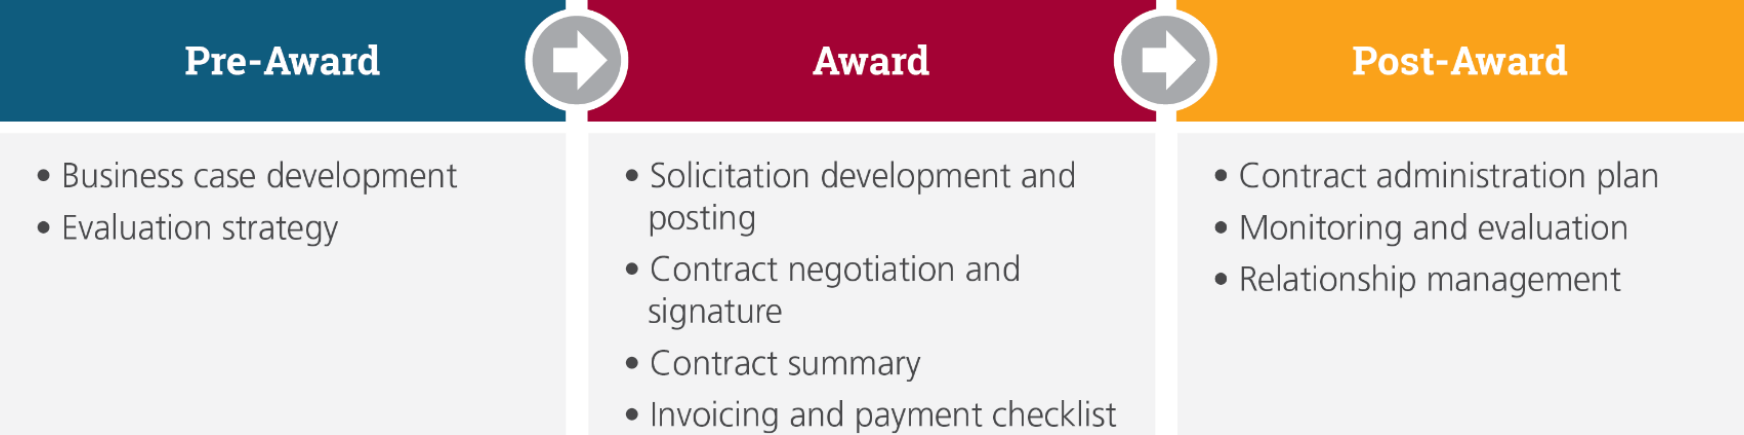 Pre-Award
• Business case development
• Evaluation strategy
Award
• Solicitation development and
posting
• Contract negotiation and
signature
• Contract summary
• Invoicing and payment checklist
Post-Award
• Contract administration plan
• Monitoring and evaluation
• Relationship management